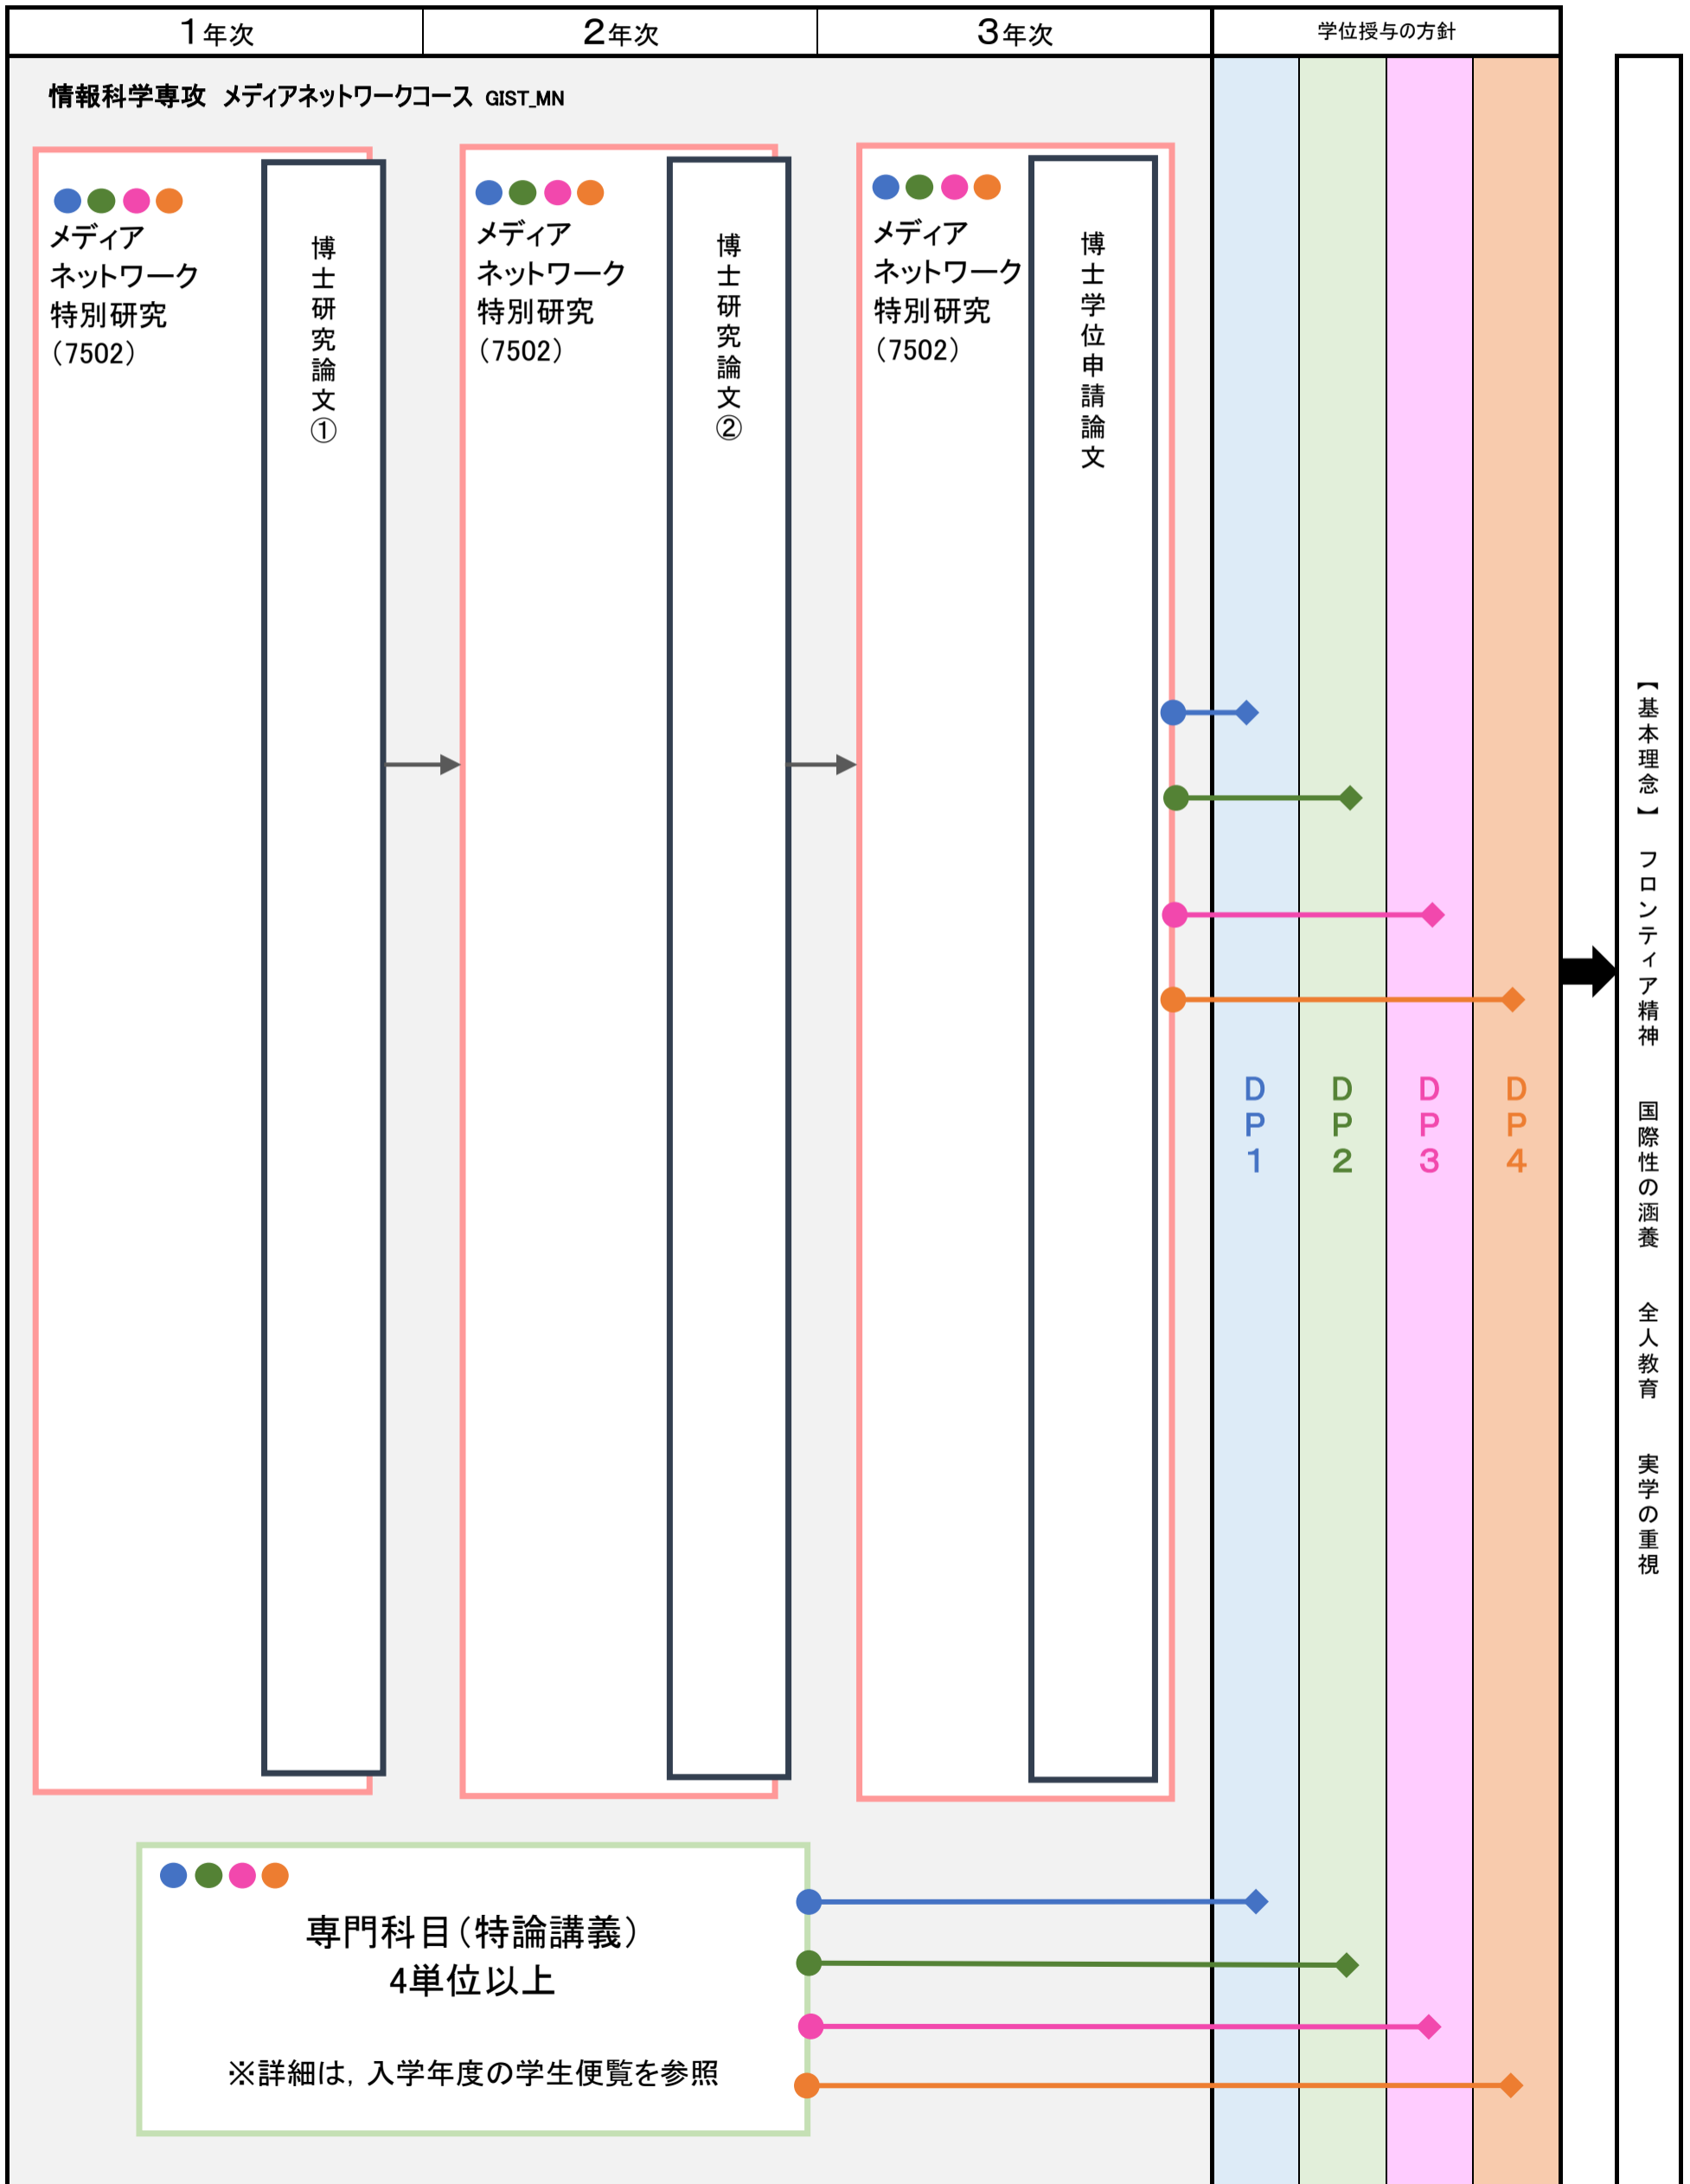 1年次
2年次
3年次
学位授与の方針
情報科学専攻 メディアネットワークコース GIST_MN
メディア
ネットワーク
特別研究
(7502)
博士研究論文①
メディア
ネットワーク
特別研究
(7502)
博士研究論文②
メディア
ネットワーク
特別研究
(7502)
博士学位申請論文
DP1
DP2
DP3
DP4
【基本理念】 フロンティア精神 国際性の涵養 全人教育 実学の重視
専門科目(特論講義)
4単位以上
※詳細は,入学年度の学生便覧を参照